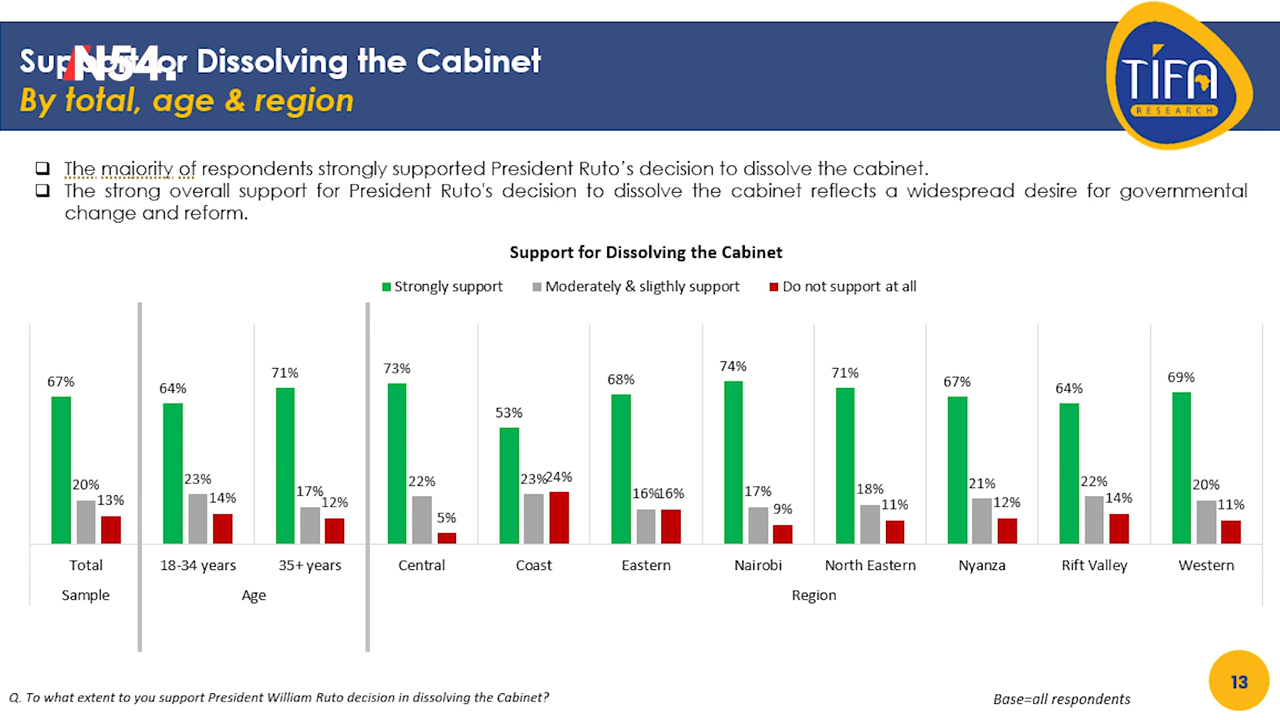 Support for Dissolving the Cabinet
N54.
By total, age & region
TIFA
RESEARCH
❑ The majority of respondents strongly supported President Ruto's decision to dissolve the cabinet.
❑ The strong overall support for President Ruto's decision to dissolve the cabinet reflects a widespread desire for governmental
change and reform.
Support for Dissolving the Cabinet
Strongly support Moderately & sligthly support Do not support at all
67% 20% 13%
64% 23% 14%
71% 17% 12%
73% 22% 5%
53% 23% 24%
68% 16% 16%
74% 17% 9%
71% 18% 11%
67% 21% 12%
64% 22% 14%
69% 20% 11%
Total 18-34 years 35+ years Central Coast Eastern Nairobi North Eastern Nyanza Rift Valley Western
Sample Age Region
Q. To what extent to you support President William Ruto decision in dissolving the Cabinet?
Base=all respondents
13